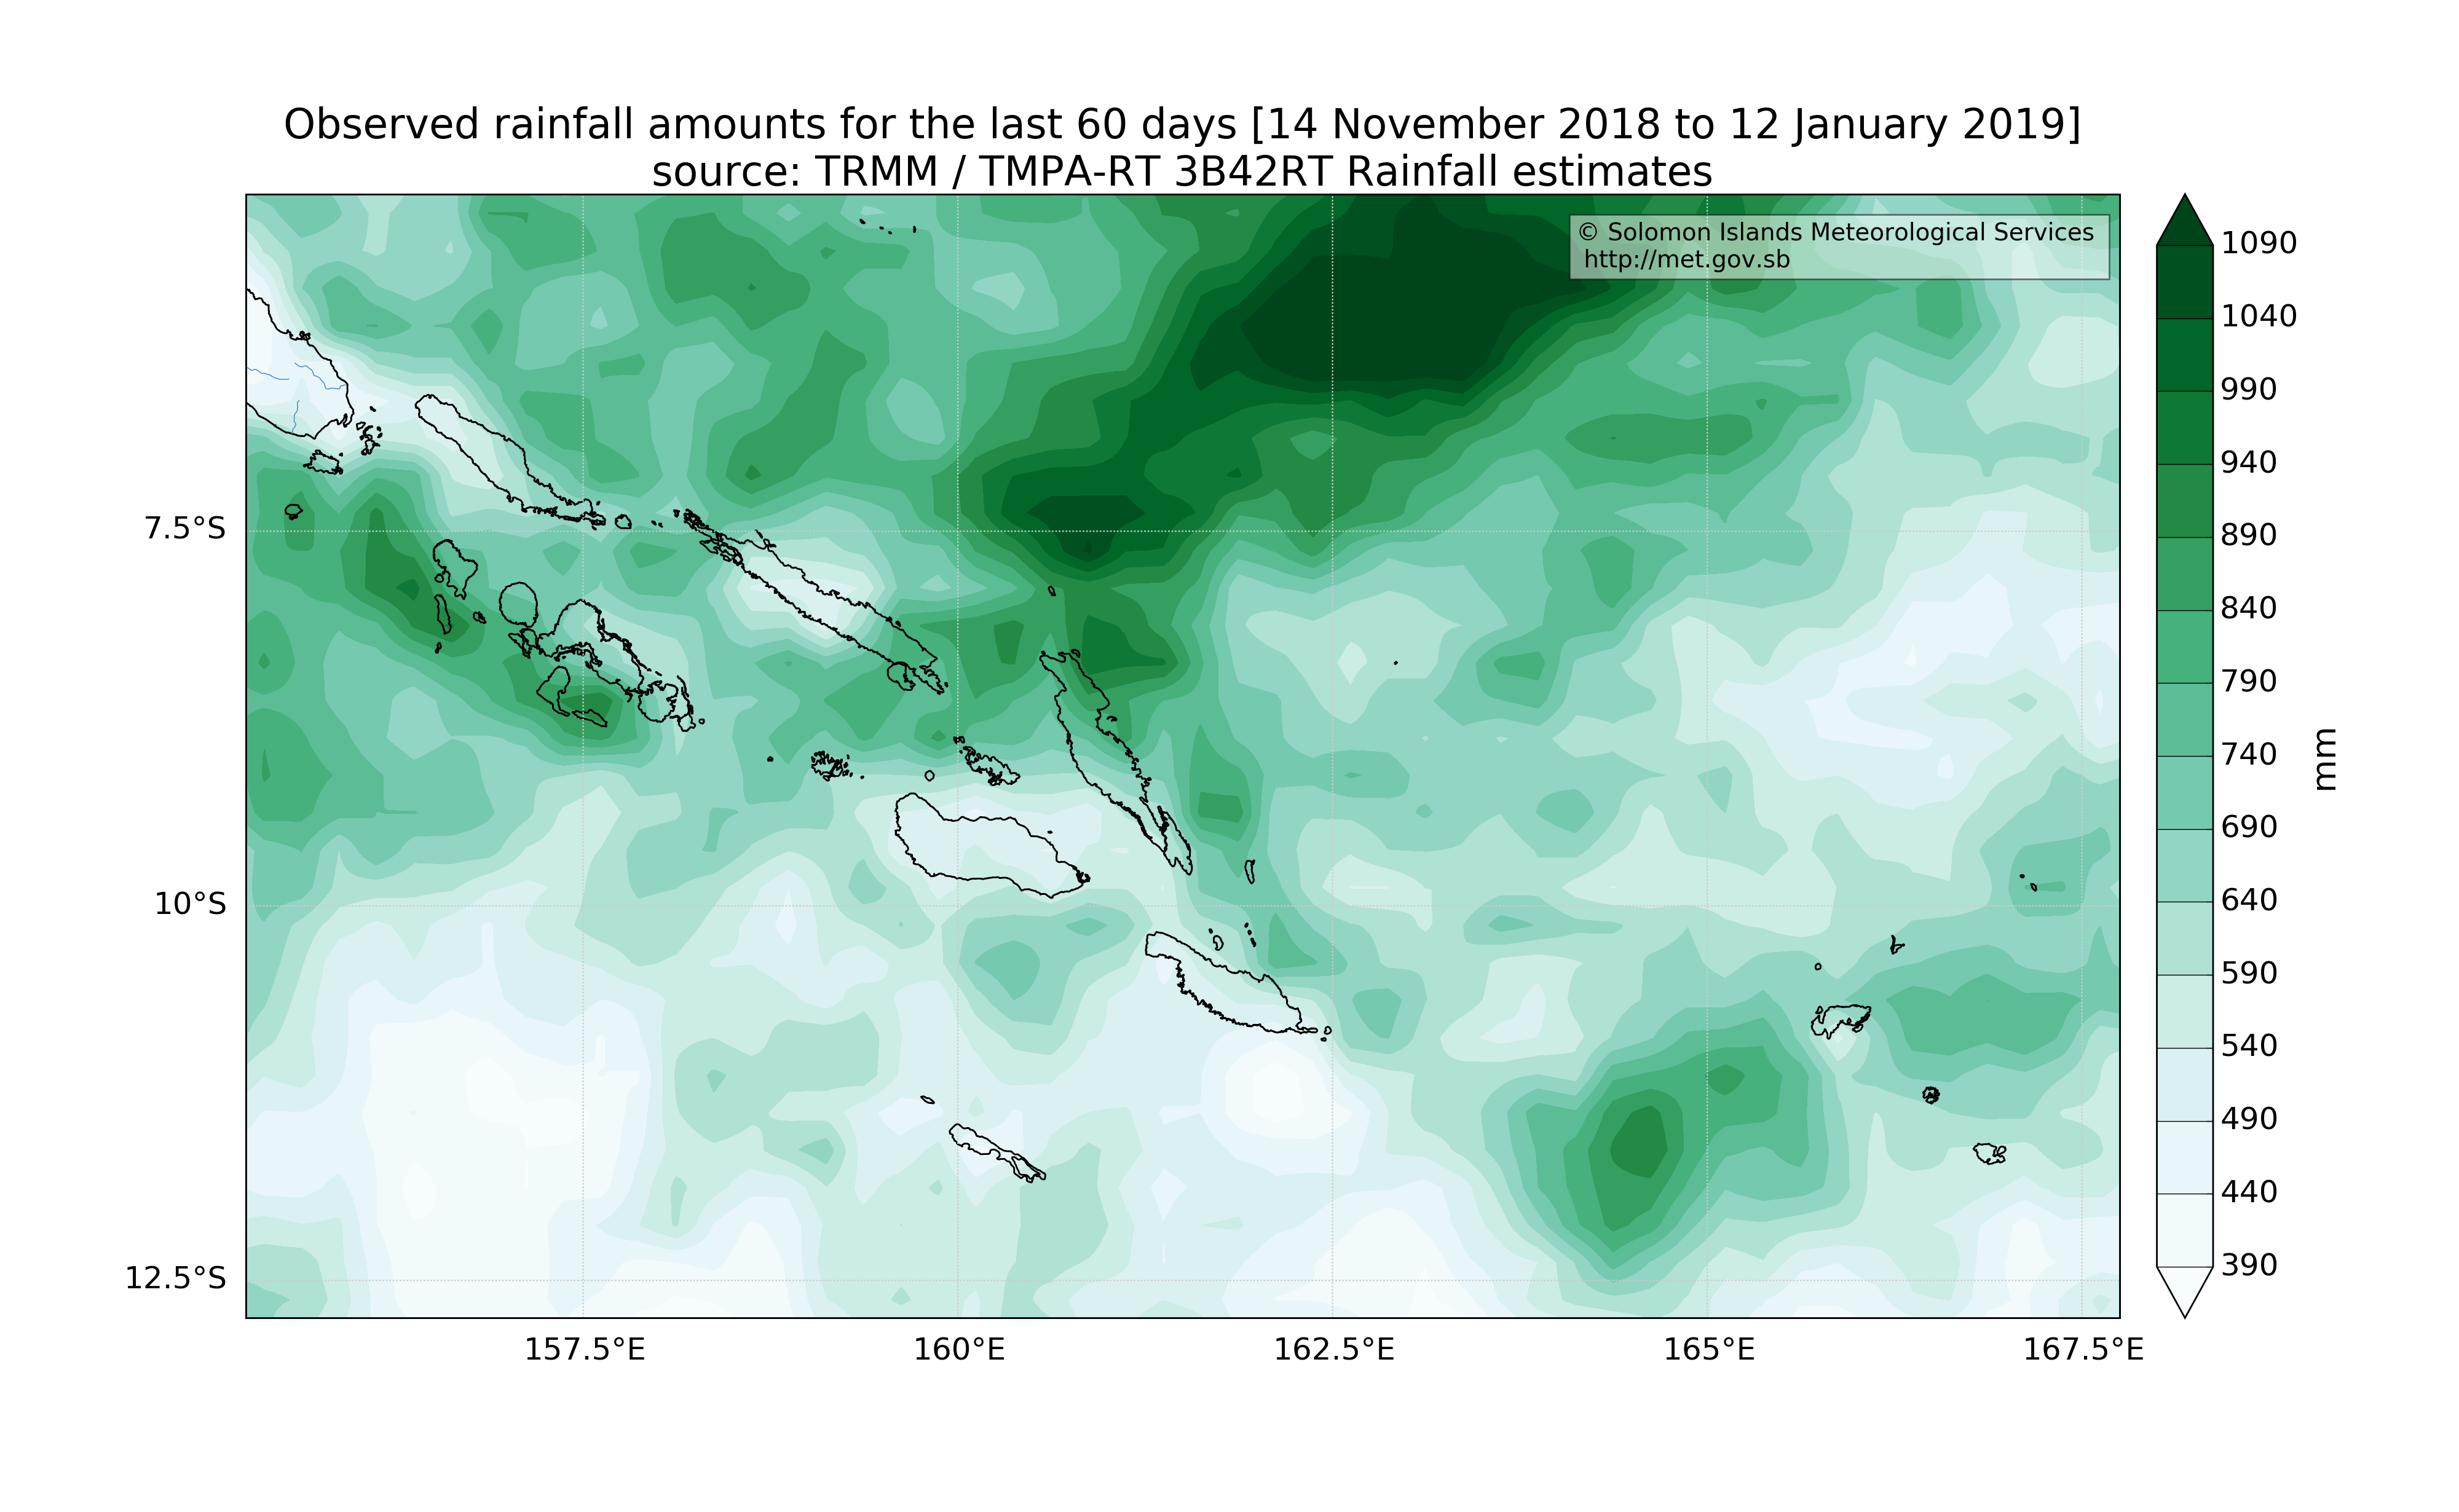 Observed rainfall amounts for the last 60 days [14 November 2018 to 12 January 2019]
source: TRMM / TMPA-RT 3B42RT Rainfall estimates
© Solomon Islands Meteorological Services
http://met.gov.sb
7.5°S
10°S
12.5°S
157.5°E
160°E
162.5°E
165°E
167.5°E
1090
1040
990
940
890
840
790
740
690
640
590
540
490
440
390
mm